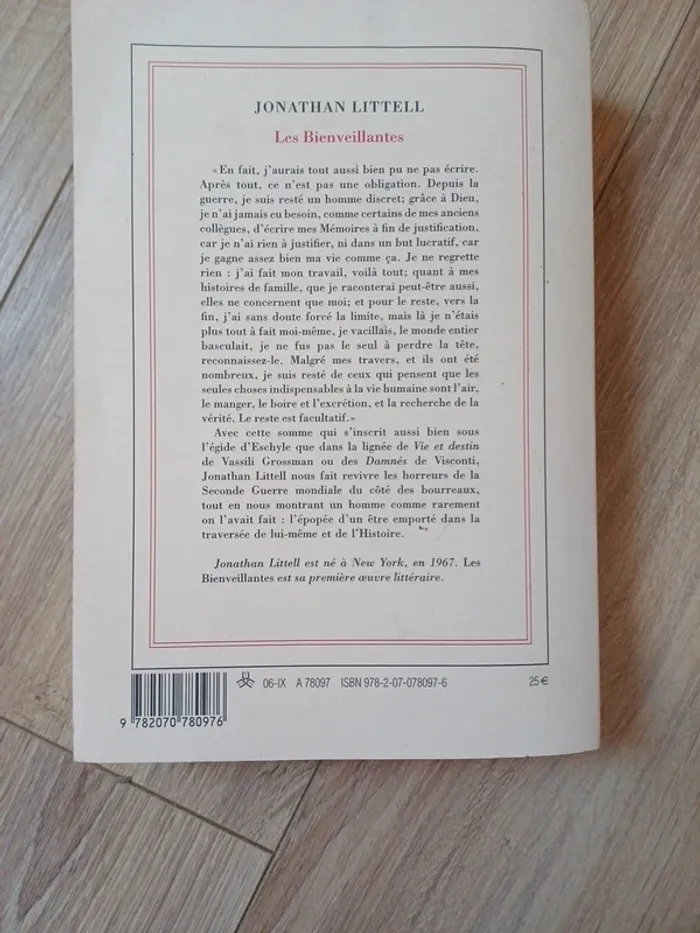 JONATHAN LITTELL
Les Bienveillantes
« En fait, j'aurais tout aussi bien pu ne pas écrire.
Après tout, ce n'est pas une obligation. Depuis la
guerre, je suis resté un homme discret; grâce à Dieu,
je n'ai jamais eu besoin, comme certains de mes anciens
collègues, d'écrire mes Mémoires à fin de justification,
car je n'ai rien à justifier, ni dans un but lucratif, car
je gagne assez bien ma vie comme ça. Je ne regrette
rien : j'ai fait mon travail, voilà tout; quant à mes
histoires de famille, que je raconterai peut-être aussi,
elles ne concernent que moi; et pour le reste, vers la
fin, j'ai sans doute forcé la limite, mais là je n'étais
plus tout à fait moi-même, je vacillais, le monde entier
basculait, je ne fus pas le seul à perdre la tête,
reconnaissez-le. Malgré mes travers, et ils ont été
nombreux, je suis resté de ceux qui pensent que les
seules choses indispensables à la vie humaine sont l'air,
le manger, le boire et l'excrétion, et la recherche de la
vérité. Le reste est facultatif. »
Avec cette somme qui s'inscrit aussi bien sous
l'égide d'Eschyle que dans la lignée de Vie et destin
de Vassili Grossman ou des Damnés de Visconti,
Jonathan Littell nous fait revivre les horreurs de la
Seconde Guerre mondiale du côté des bourreaux,
tout en nous montrant un homme comme rarement
on l'avait fait : l'épopée d'un être emporté dans la
traversée de lui-même et de l'Histoire.
Jonathan Littell est né à New York, en 1967. Les
Bienveillantes est sa première œuvre littéraire.
06-IX A 78097 ISBN 978-2-07-078097-6 25 €
9 782070 780976